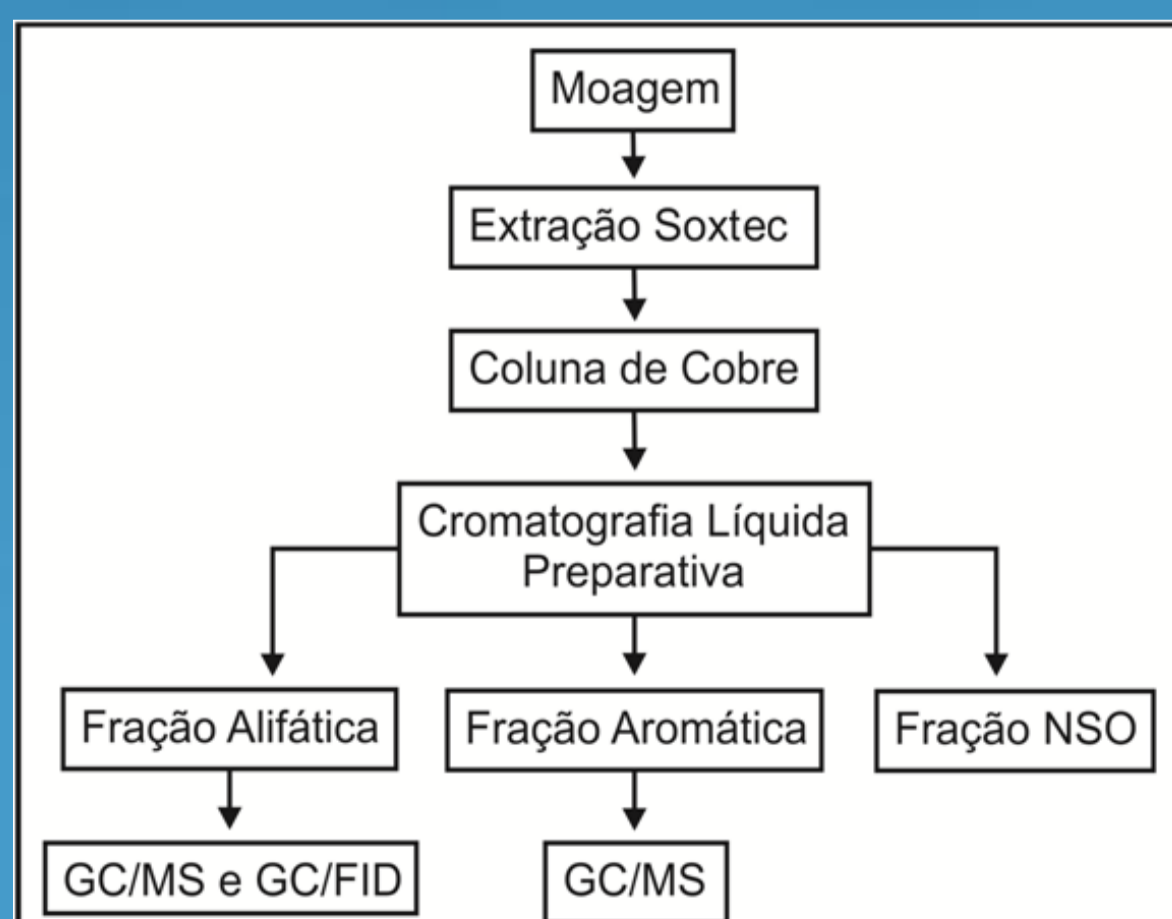 Moagem
Extração Soxtec
Coluna de Cobre
Cromatografia Líquida
Preparativa
Fração Alifática
Fração Aromática
Fração NSO
GC/MS e GC/FID
GC/MS